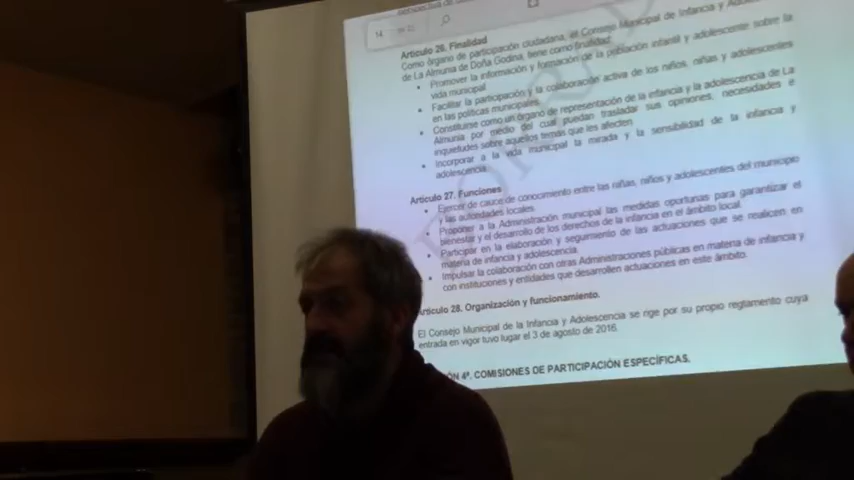 14
Artículo 26. Finalidad
Como órgano de participación ciudadana, el Consejo Municipal de Infancia y
de La Almunia de Doña Godina, tiene como finalidad:
• Promover la información y formación de la población infantil y adolescente sobre la
vida municipal.
• Facilitar la participación y la colaboración activa de los niños, niñas y adolescentes
en las políticas municipales.
• Constituirse como un órgano de representación de la infancia y la adolescencia de La
Almunia por medio del cual puedan trasladar sus opiniones, necesidades e
inquietudes sobre aquellos temas que les afecten.
• Incorporar a la vida municipal la mirada y la sensibilidad de la infancia y
adolescencia.
Artículo 27. Funciones
• Ejercer de cauce de conocimiento entre las niñas, niños y adolescentes del municipio
y las autoridades locales.
• Proponer a la Administración municipal las medidas oportunas para garantizar el
bienestar y el desarrollo de los derechos de la infancia en el ámbito local.
• Participar en la elaboración y seguimiento de las actuaciones que se realicen en
materia de infancia y adolescencia.
• Impulsar la colaboración con otras Administraciones públicas en materia de infancia y
con instituciones y entidades que desarrollen actuaciones en este ámbito.
Artículo 28. Organización y funcionamiento.
El Consejo Municipal de la Infancia y Adolescencia se rige por su propio reglamento cuya
entrada en vigor tuvo lugar el 3 de agosto de 2016.
4ª. COMISIONES DE PARTICIPACIÓN ESPECÍFICAS.